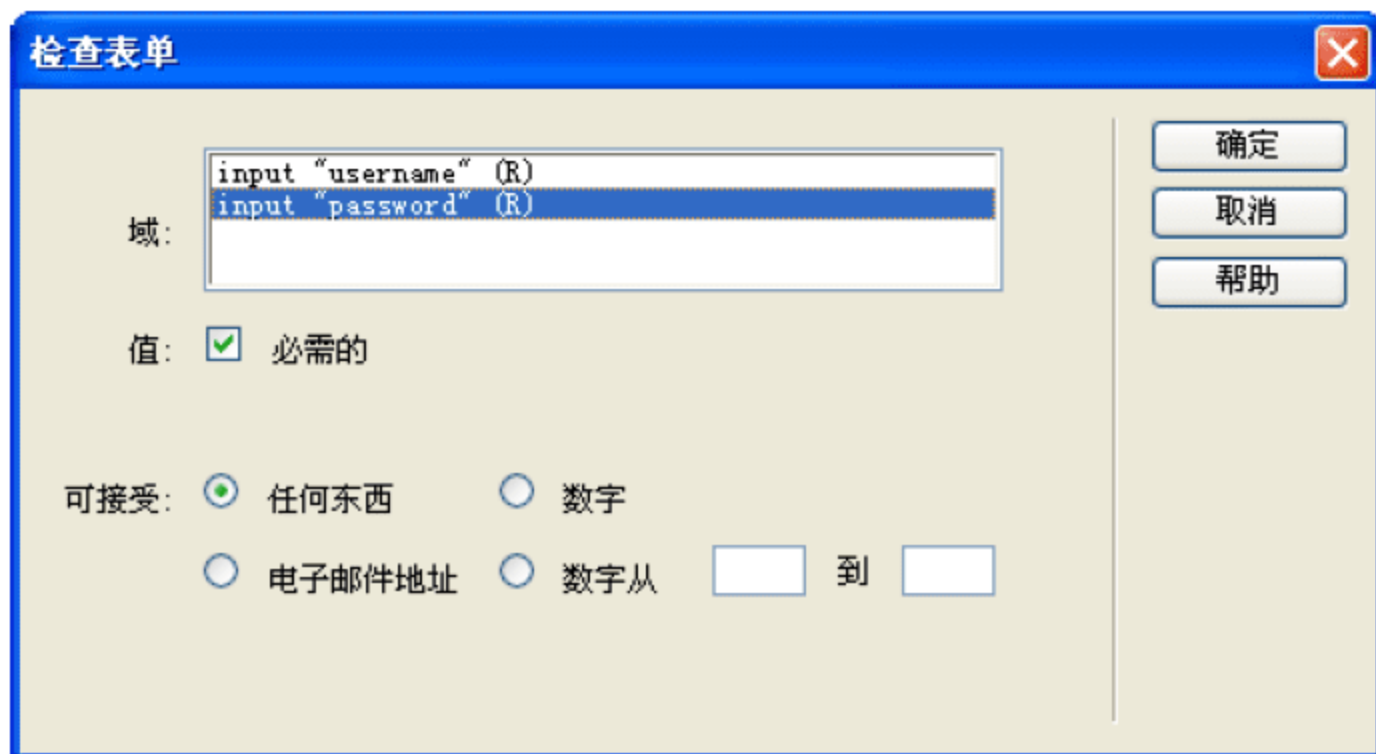 检查表单
确定
input "username" (R)
input "password" (R)
取消
域:
帮助
值: 必需的
可接受: 任何东西 数字
电子邮件地址 数字从 到